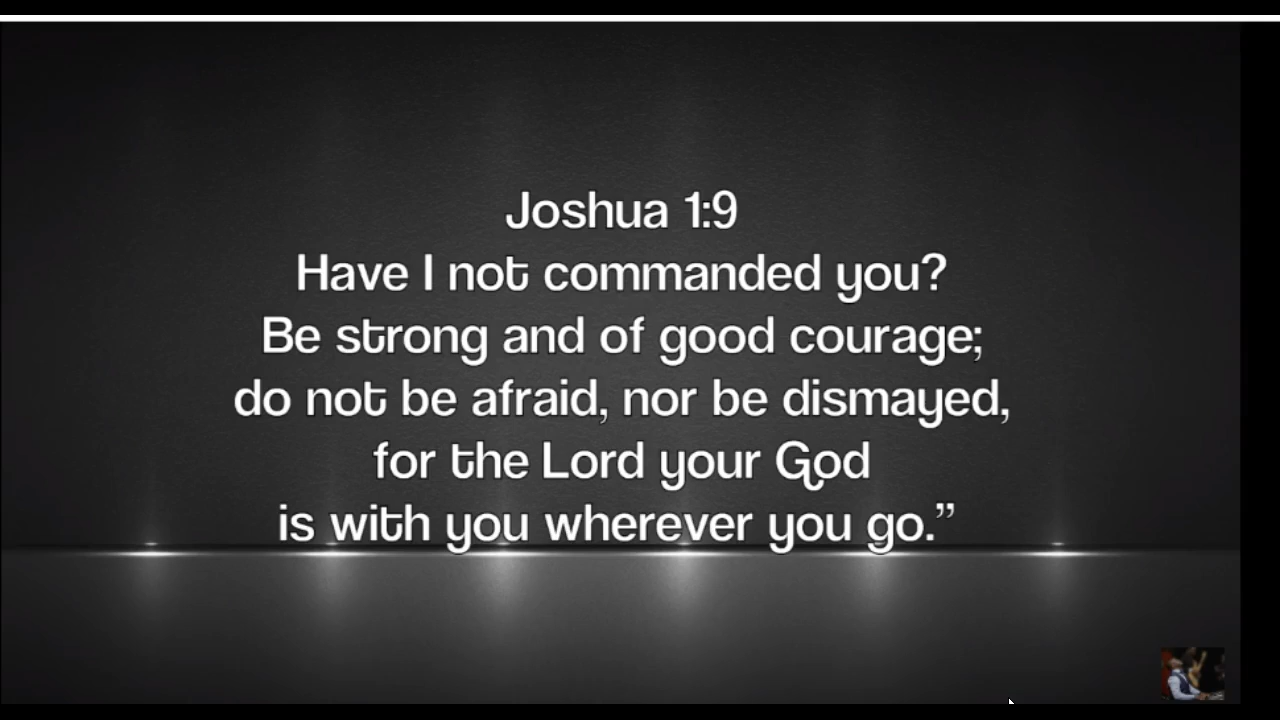 Joshua 1:9
Have I not commanded you?
Be strong and of good courage;
do not be afraid, nor be dismayed,
for the Lord your God
is with you wherever you go.”